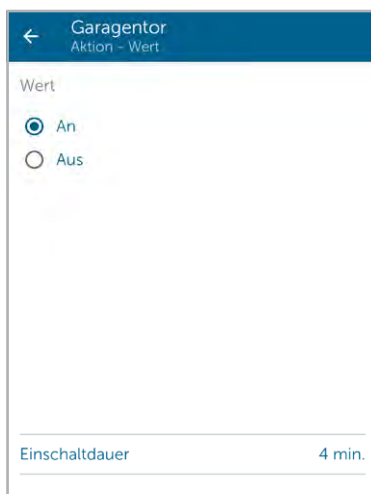 Garagentor
Aktion - Wert
Wert
An
Aus
Einschaltdauer 4 min.